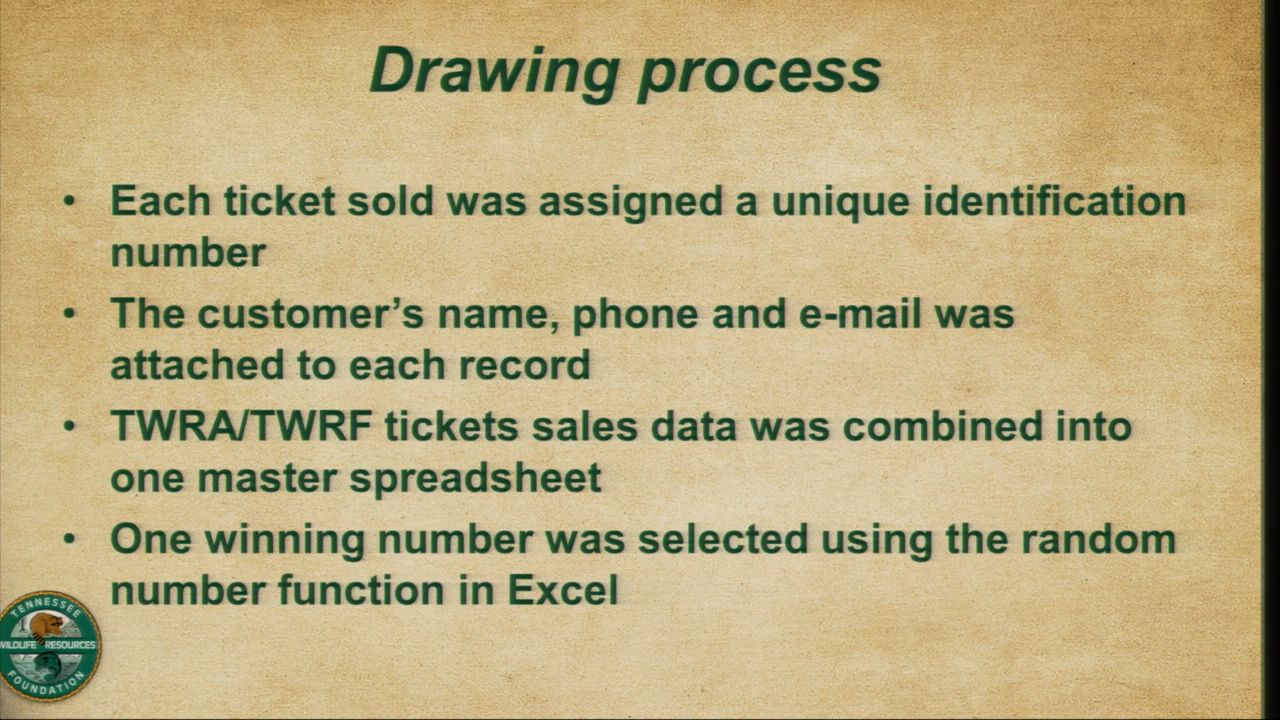 Drawing process
• Each ticket sold was assigned a unique identification
number
• The customer’s name, phone and e-mail was
attached to each record
• TWRA/TWRF tickets sales data was combined into
one master spreadsheet
• One winning number was selected using the random
number function in Excel
TENNESSEE
WILDLIFE RESOURCES
FOUNDATION